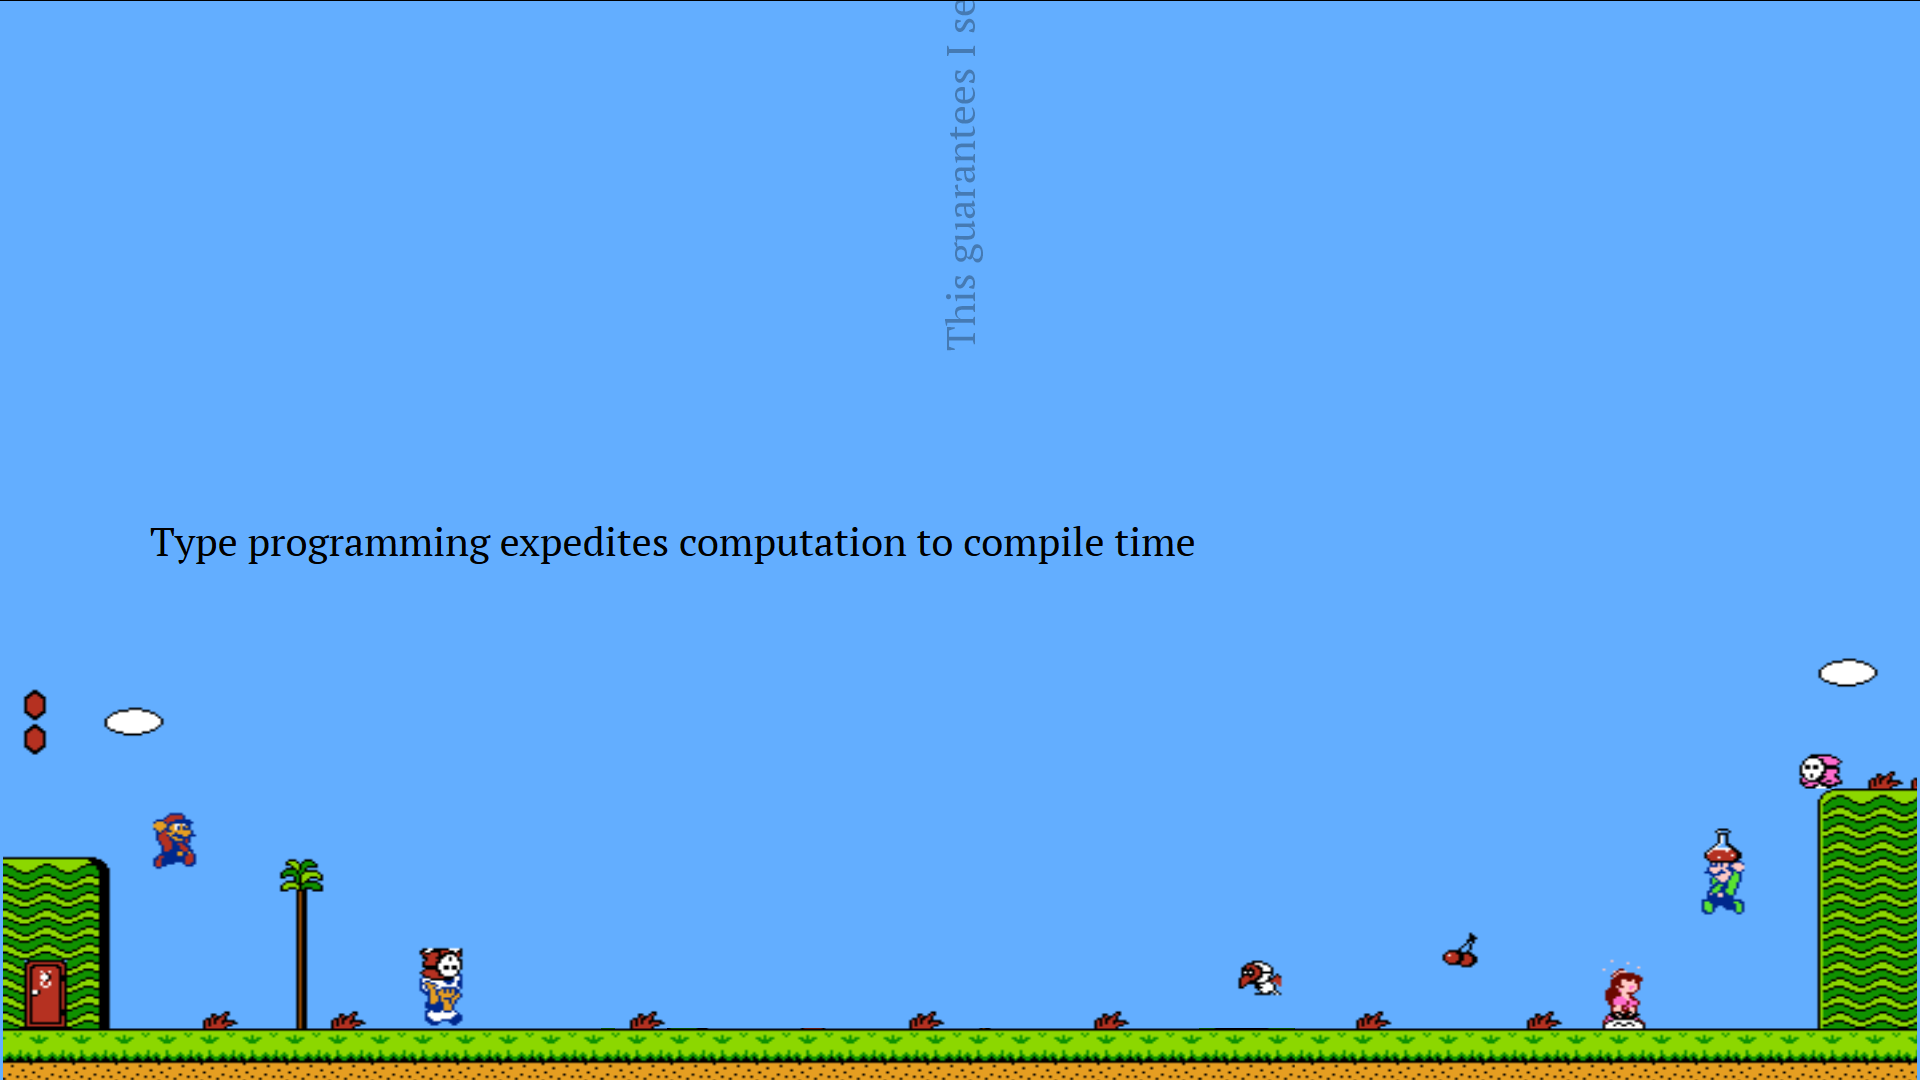 This guarantees I se
Type programming expedites computation to compile time